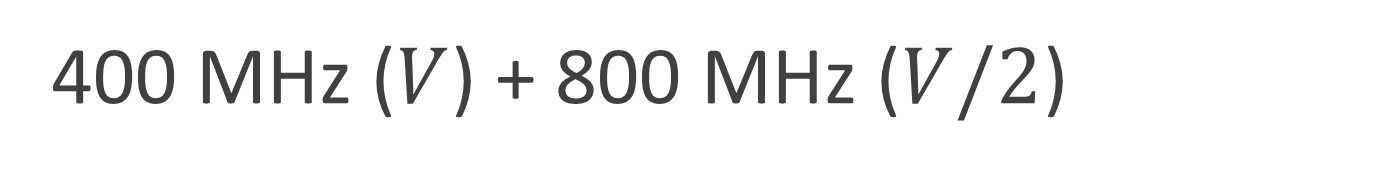 400 MHz (V) + 800 MHz (V/2)